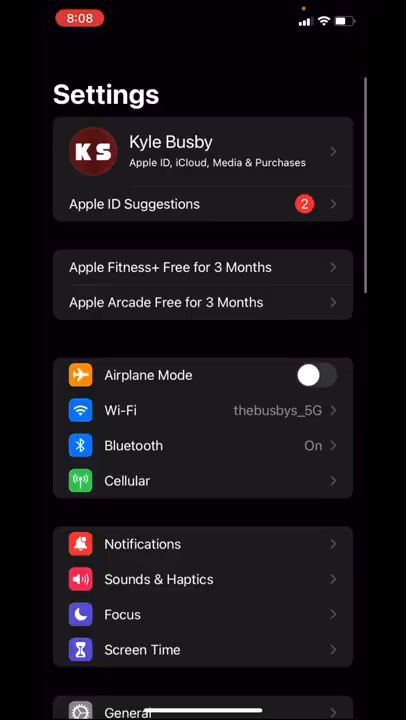 8:08
Settings
KS
Kyle Busby
Apple ID, iCloud, Media & Purchases
Apple ID Suggestions 2
Apple Fitness+ Free for 3 Months
Apple Arcade Free for 3 Months
Airplane Mode
Wi-Fi thebusbys_5G
Bluetooth On
Cellular
Notifications
Sounds & Haptics
Focus
Screen Time
General